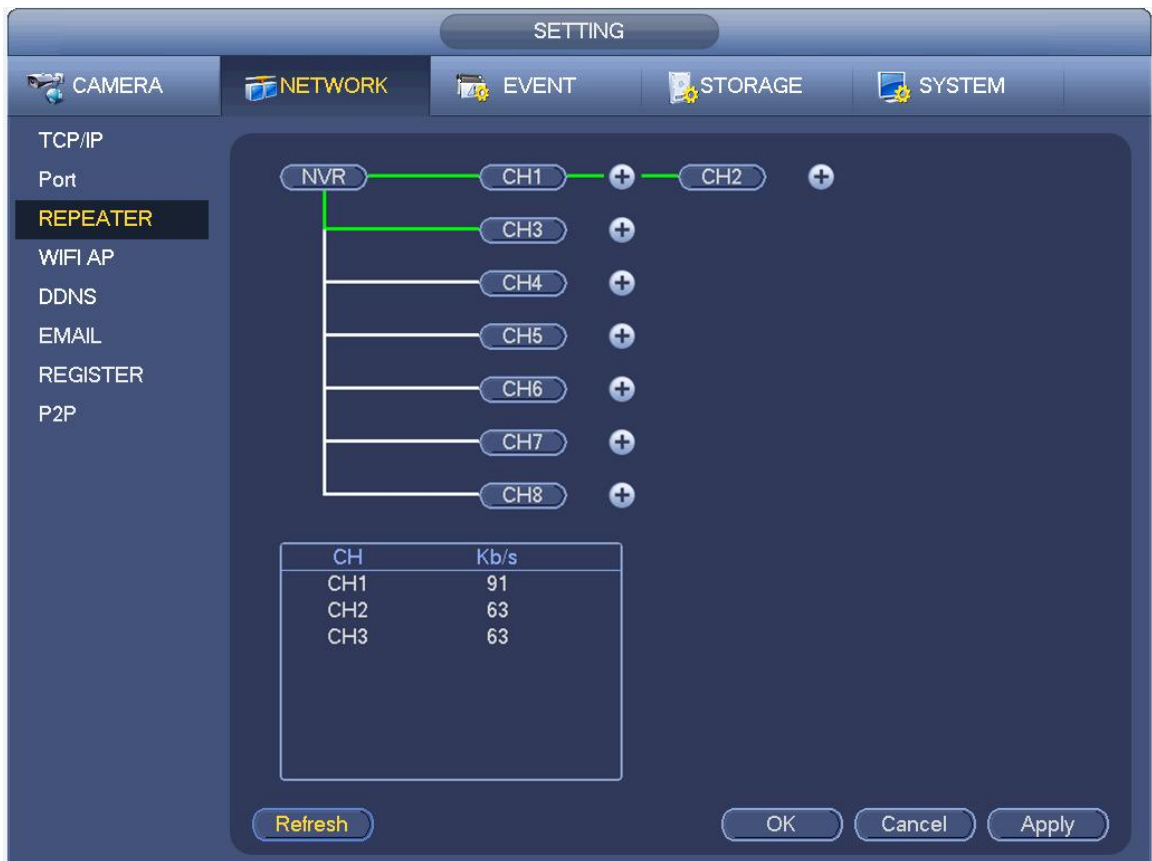 SETTING
CAMERA NETWORK EVENT STORAGE SYSTEM
TCP/IP
Port
REPEATER
WIFI AP
DDNS
EMAIL
REGISTER
P2P
NVR CH1 CH2
CH3
CH4
CH5
CH6
CH7
CH8
CH Kb/s
CH1 91
CH2 63
CH3 63
Refresh OK Cancel Apply